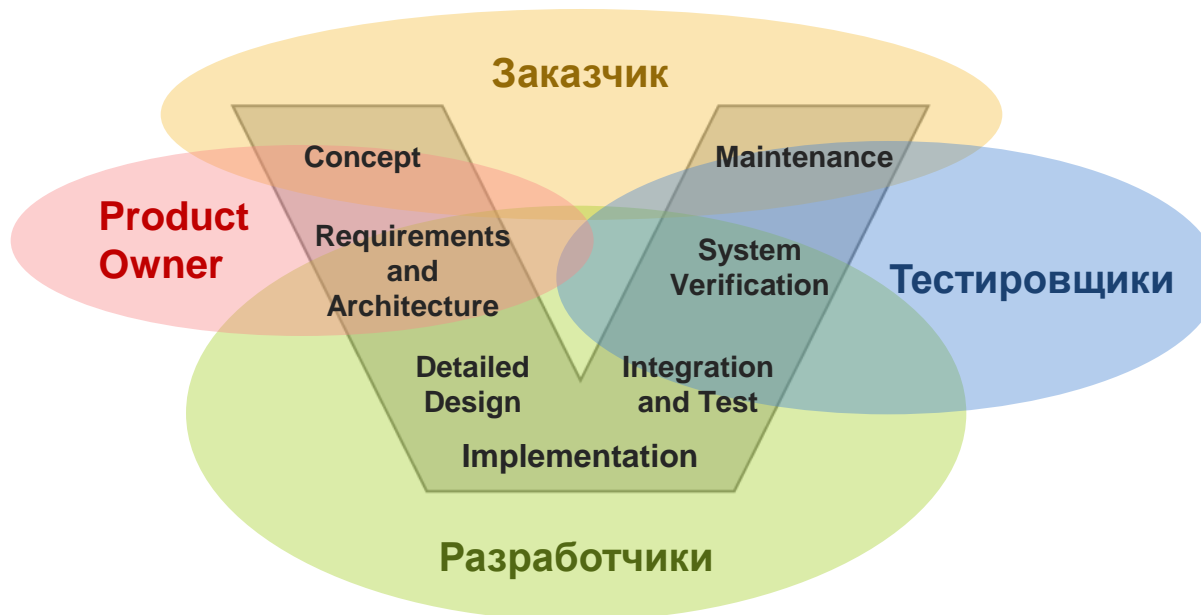 Заказчик
Concept
Maintenance
Product
Owner
Requirements
and
Architecture
System
Verification
Тестировщики
Detailed
Design
Integration
and Test
Implementation
Разработчики